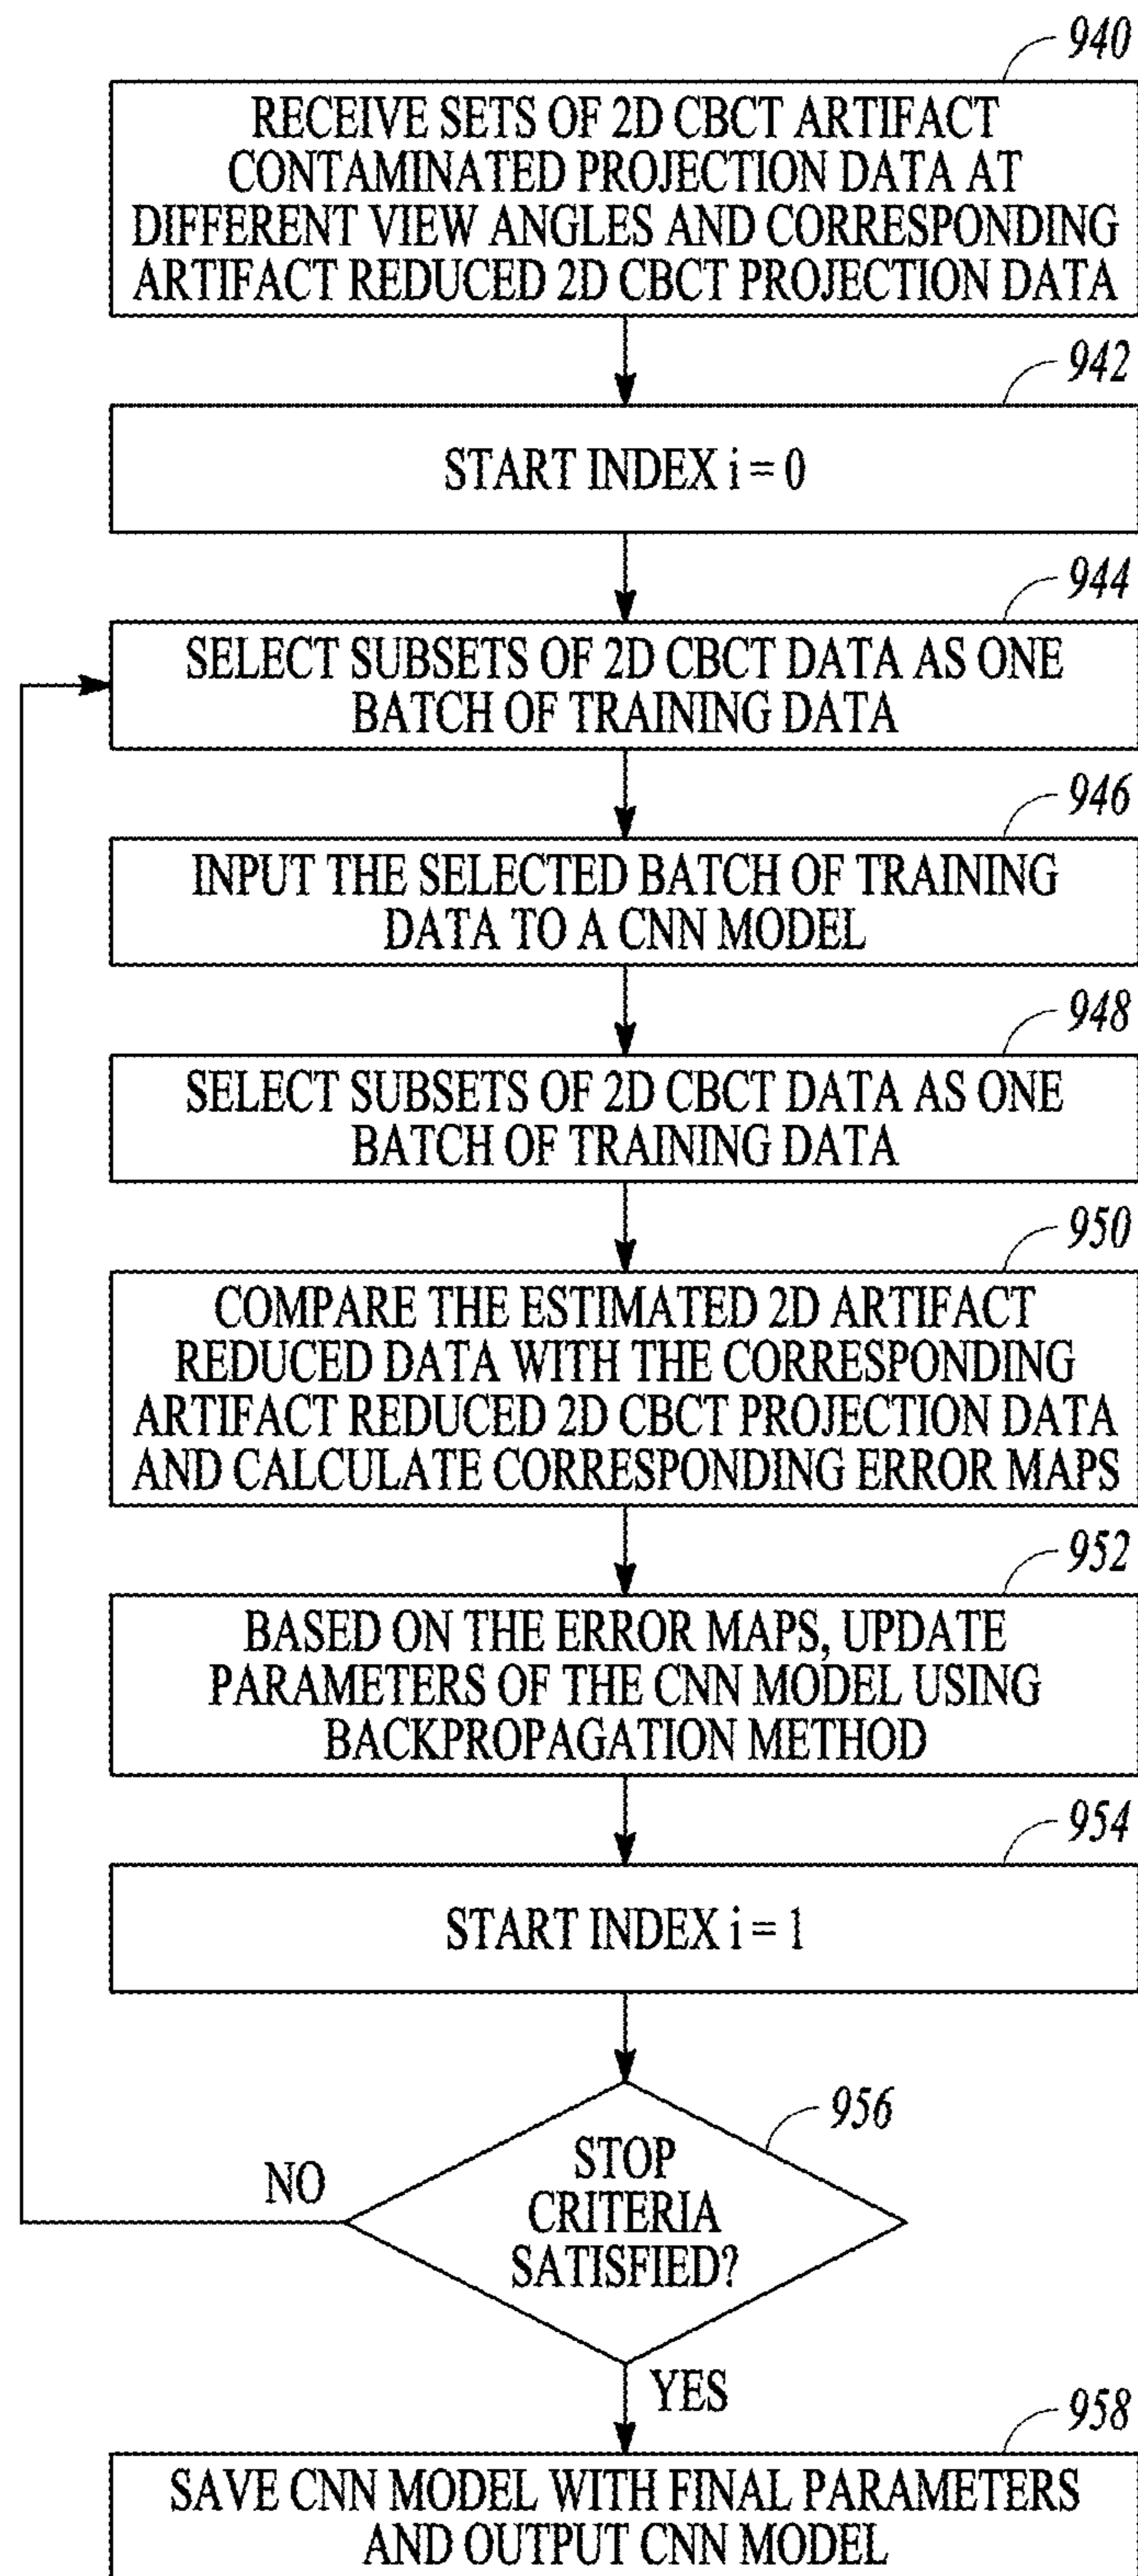 940
RECEIVE SETS OF 2D CBCT ARTIFACT
CONTAMINATED PROJECTION DATA AT
DIFFERENT VIEW ANGLES AND CORRESPONDING
ARTIFACT REDUCED 2D CBCT PROJECTION DATA
942
START INDEX i = 0
944
SELECT SUBSETS OF 2D CBCT DATA AS ONE
BATCH OF TRAINING DATA
946
INPUT THE SELECTED BATCH OF TRAINING
DATA TO A CNN MODEL
948
SELECT SUBSETS OF 2D CBCT DATA AS ONE
BATCH OF TRAINING DATA
950
COMPARE THE ESTIMATED 2D ARTIFACT
REDUCED DATA WITH THE CORRESPONDING
ARTIFACT REDUCED 2D CBCT PROJECTION DATA
AND CALCULATE CORRESPONDING ERROR MAPS
952
BASED ON THE ERROR MAPS, UPDATE
PARAMETERS OF THE CNN MODEL USING
BACKPROPAGATION METHOD
954
START INDEX i = 1
956
STOP
CRITERIA
SATISFIED?
NO
YES
958
SAVE CNN MODEL WITH FINAL PARAMETERS
AND OUTPUT CNN MODEL